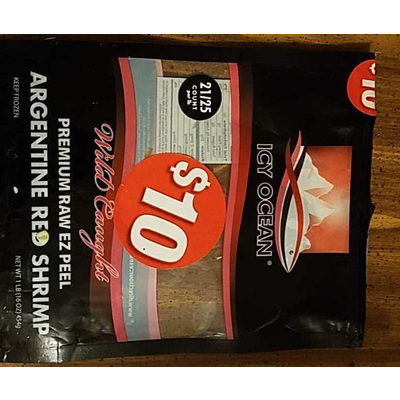 $10
ICY OCEAN®
21/25
COUNT
per lb
$10
Wild Caught
PREMIUM RAW EZ PEEL
ARGENTINE RED SHRIMP
KEEP FROZEN
NET WT 1 LB (16 OZ) 454g